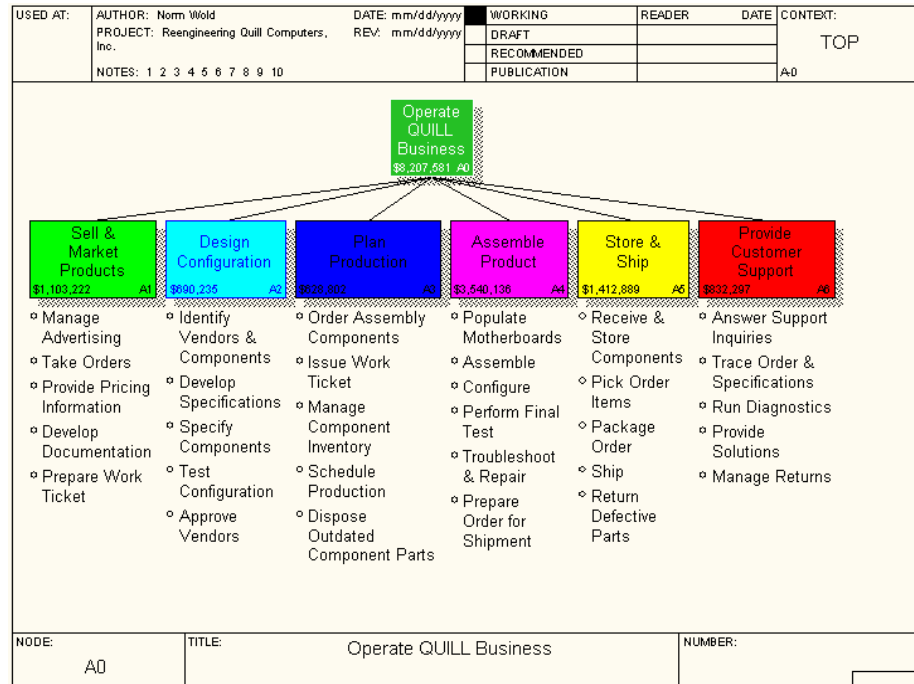 USED AT:
AUTHOR: Norm Wold
DATE: mm/dd/yyyy
PROJECT: Reengineering Quill Computers,
Inc.
REV: mm/dd/yyyy
NOTES: 1 2 3 4 5 6 7 8 9 10
WORKING
DRAFT
RECOMMENDED
PUBLICATION
READER
DATE
CONTEXT:
TOP
A-0
Operate
QUILL
Business
$8,207,581 A0
Sell &
Market
Products
$1,103,222 A1
Design
Configuration
$690,235 A2
Plan
Production
$628,802 A3
Assemble
Product
$3,540,136 A4
Store &
Ship
$1,412,889 A5
Provide
Customer
Support
$832,297 A6
Manage
Advertising
Take Orders
Provide Pricing
Information
Develop
Documentation
Prepare Work
Ticket
Identify
Vendors &
Components
Develop
Specifications
Specify
Components
Test
Configuration
Approve
Vendors
Order Assembly
Components
Issue Work
Ticket
Manage
Component
Inventory
Schedule
Production
Dispose
Outdated
Component Parts
Populate
Motherboards
Assemble
Configure
Perform Final
Test
Troubleshoot
& Repair
Prepare
Order for
Shipment
Receive &
Store
Components
Pick Order
Items
Package
Order
Ship
Return
Defective
Parts
Answer Support
Inquiries
Trace Order &
Specifications
Run Diagnostics
Provide
Solutions
Manage Returns
NODE:
A0
TITLE:
Operate QUILL Business
NUMBER: